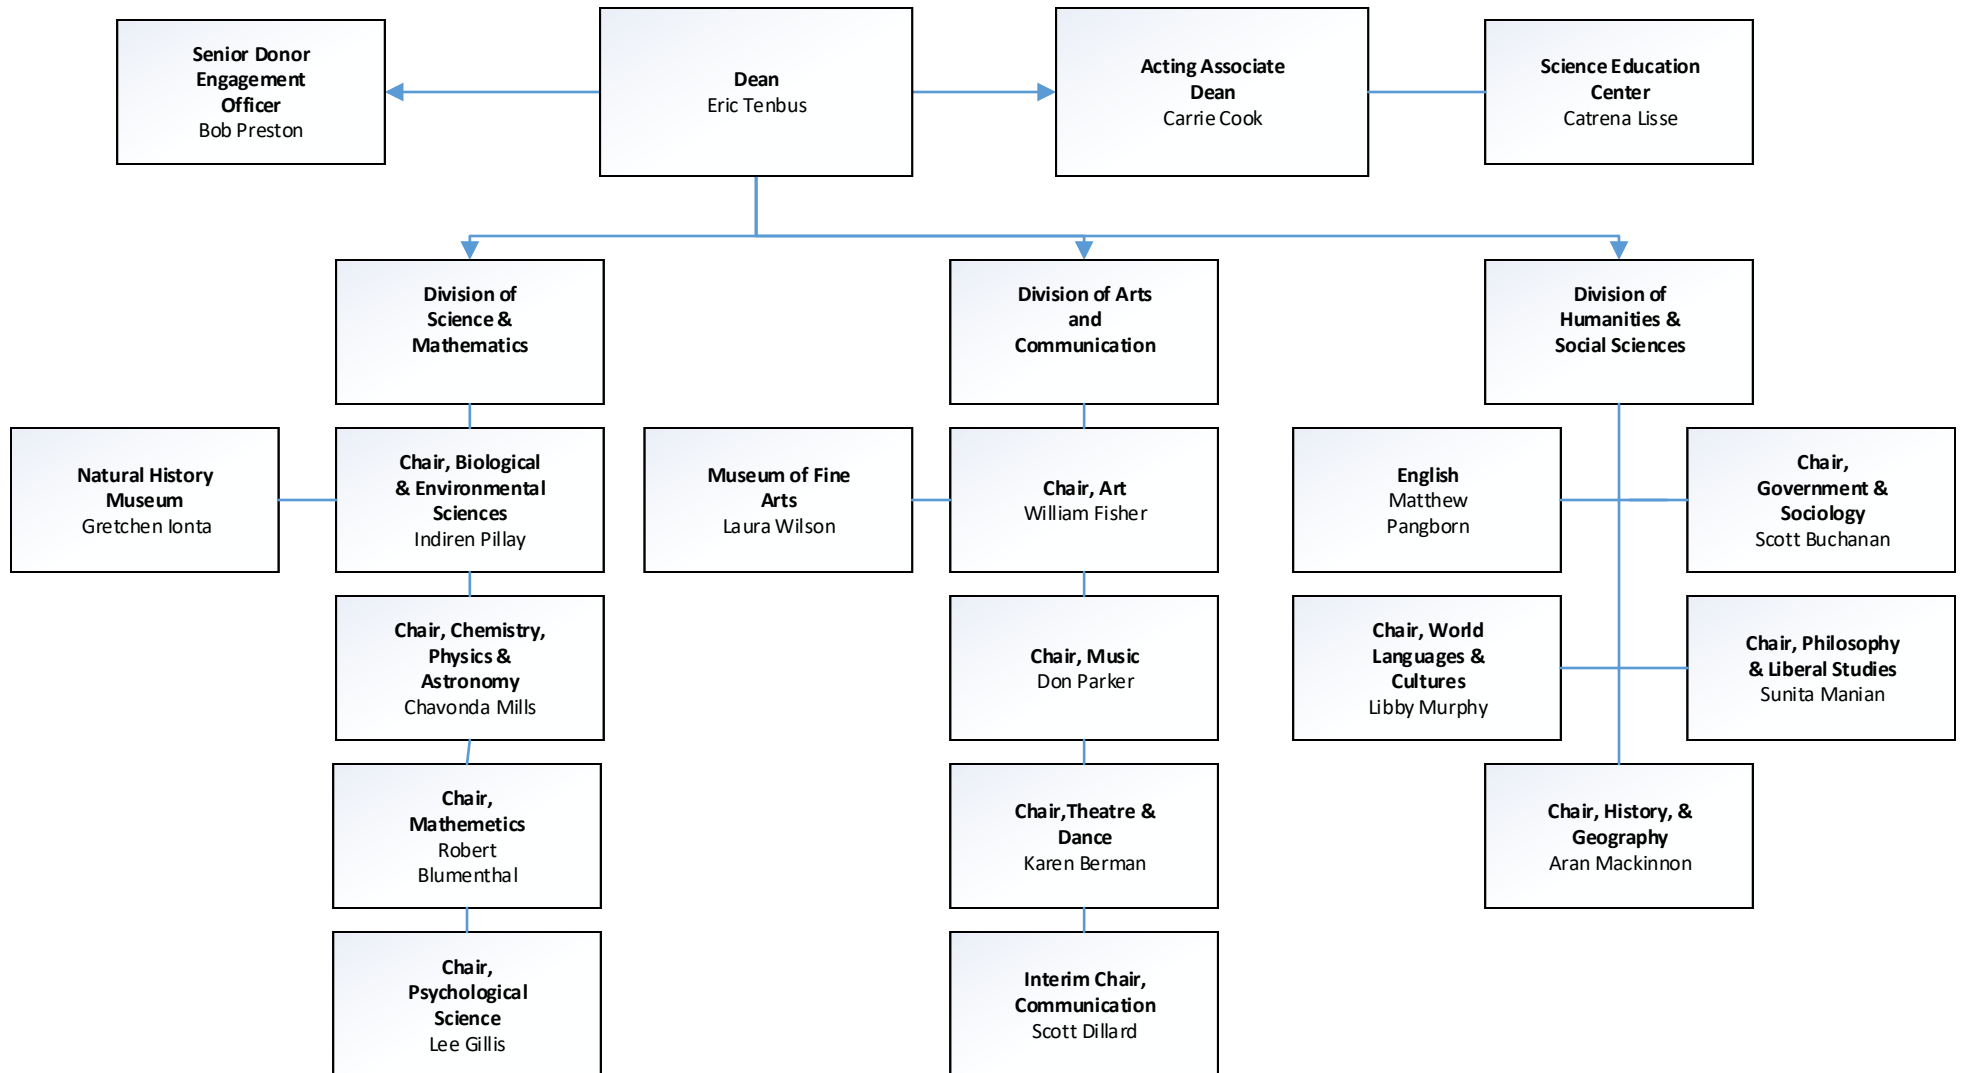 Senior Donor
Engagement
Officer
Bob Preston
Dean
Eric Tenbus
Acting Associate
Dean
Carrie Cook
Science Education
Center
Catrena Lisse
Division of
Science &
Mathematics
Division of Arts
and
Communication
Division of
Humanities &
Social Sciences
Natural History
Museum
Gretchen Ionta
Chair, Biological
& Environmental
Sciences
Indiren Pillay
Museum of Fine
Arts
Laura Wilson
Chair, Art
William Fisher
English
Matthew
Pangborn
Chair,
Government &
Sociology
Scott Buchanan
Chair, Chemistry,
Physics &
Astronomy
Chavonda Mills
Chair, Music
Don Parker
Chair, World
Languages &
Cultures
Libby Murphy
Chair, Philosophy
& Liberal Studies
Sunita Manian
Chair,
Mathemetics
Robert
Blumenthal
Chair,Theatre &
Dance
Karen Berman
Chair, History, &
Geography
Aran Mackinnon
Chair,
Psychological
Science
Lee Gillis
Interim Chair,
Communication
Scott Dillard